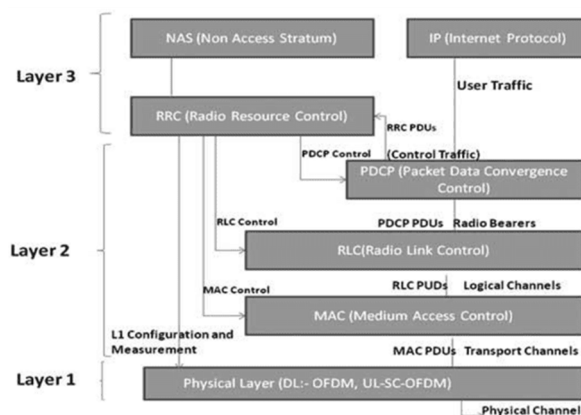 NAS (Non Access Stratum)
IP (Internet Protocol)
Layer 3
User Traffic
RRC (Radio Resource Control)
RRC PDUs
PDCP Control
(Control Traffic)
PDCP (Packet Data Convergence
Control)
PDCP PDUs Radio Bearers
Layer 2
RLC Control
RLC(Radio Link Control)
RLC PUDs Logical Channels
MAC Control
MAC (Medium Access Control)
L1 Configuration and
Measurement
MAC PDUs Transport Channels
Layer 1
Physical Layer (DL:- OFDM, UL-SC-OFDM)
Physical Channel